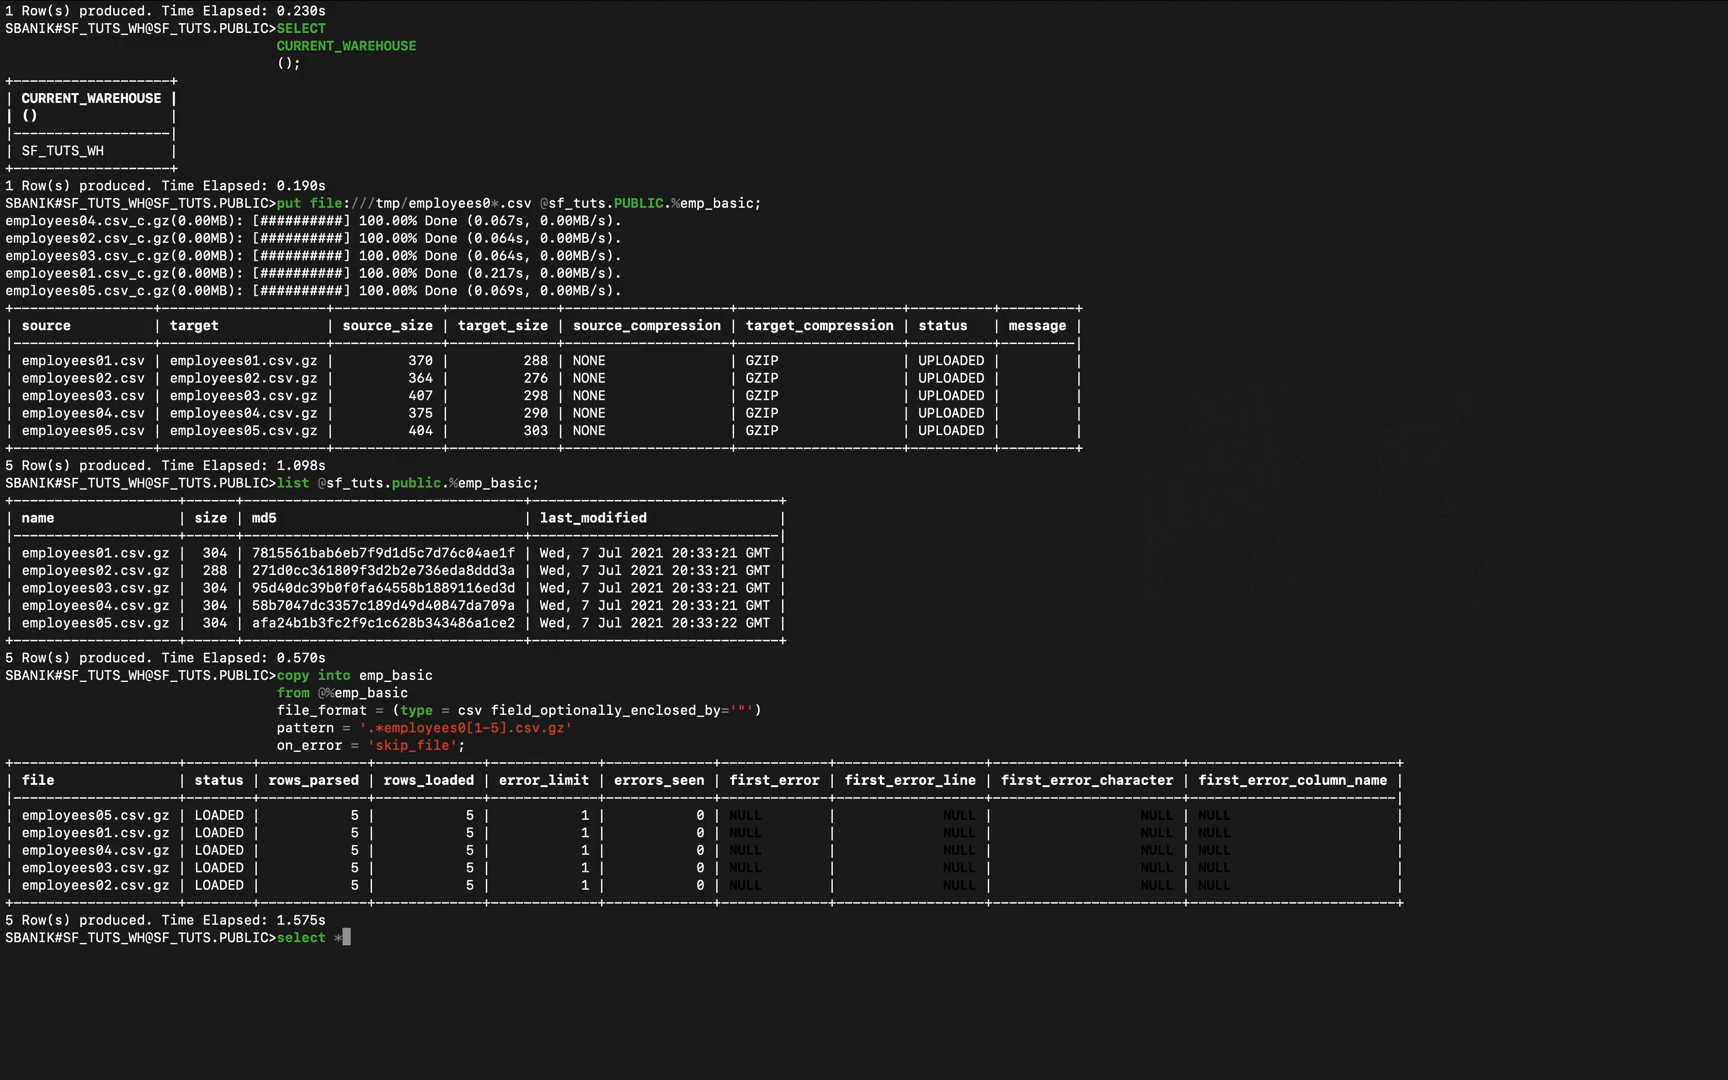 1 Row(s) produced. Time Elapsed: 0.230s
SBANIK#SF_TUTS_WH@SF_TUTS.PUBLIC>SELECT
CURRENT_WAREHOUSE
();
| CURRENT_WAREHOUSE |
| () |
| SF_TUTS_WH |
1 Row(s) produced. Time Elapsed: 0.190s
SBANIK#SF_TUTS_WH@SF_TUTS.PUBLIC>put file:///tmp/employees0*.csv @sf_tuts.PUBLIC.%emp_basic;
employees04.csv_c.gz(0.00MB): [##########] 100.00% Done (0.067s, 0.00MB/s).
employees02.csv_c.gz(0.00MB): [##########] 100.00% Done (0.064s, 0.00MB/s).
employees03.csv_c.gz(0.00MB): [##########] 100.00% Done (0.064s, 0.00MB/s).
employees01.csv_c.gz(0.00MB): [##########] 100.00% Done (0.217s, 0.00MB/s).
employees05.csv_c.gz(0.00MB): [##########] 100.00% Done (0.069s, 0.00MB/s).
| source | target | source_size | target_size | source_compression | target_compression | status | message |
| employees01.csv | employees01.csv.gz | 370 | 288 | NONE | GZIP | UPLOADED | |
| employees02.csv | employees02.csv.gz | 364 | 276 | NONE | GZIP | UPLOADED | |
| employees03.csv | employees03.csv.gz | 407 | 298 | NONE | GZIP | UPLOADED | |
| employees04.csv | employees04.csv.gz | 375 | 290 | NONE | GZIP | UPLOADED | |
| employees05.csv | employees05.csv.gz | 404 | 303 | NONE | GZIP | UPLOADED | |
5 Row(s) produced. Time Elapsed: 1.098s
SBANIK#SF_TUTS_WH@SF_TUTS.PUBLIC>list @sf_tuts.public.%emp_basic;
| name | size | md5 | last_modified |
| employees01.csv.gz | 304 | 7815561bab6eb7f9d1d5c7d76c04ae1f | Wed, 7 Jul 2021 20:33:21 GMT |
| employees02.csv.gz | 288 | 271d0cc361809f3d2b2e736eda8ddd3a | Wed, 7 Jul 2021 20:33:21 GMT |
| employees03.csv.gz | 304 | 95d40dc39b0f0fa64558b1889116ed3d | Wed, 7 Jul 2021 20:33:21 GMT |
| employees04.csv.gz | 304 | 58b7047dc3357c189d49d40847da709a | Wed, 7 Jul 2021 20:33:21 GMT |
| employees05.csv.gz | 304 | afa24b1b3fc2f9c1c628b343486a1ce2 | Wed, 7 Jul 2021 20:33:22 GMT |
5 Row(s) produced. Time Elapsed: 0.570s
SBANIK#SF_TUTS_WH@SF_TUTS.PUBLIC>copy into emp_basic
from @%emp_basic
file_format = (type = csv field_optionally_enclosed_by='"')
pattern = '.*employees0[1-5].csv.gz'
on_error = 'skip_file';
| file | status | rows_parsed | rows_loaded | error_limit | errors_seen | first_error | first_error_line | first_error_character | first_error_column_name |
| employees05.csv.gz | LOADED | 5 | 5 | 1 | 0 | NULL | NULL | NULL | NULL |
| employees01.csv.gz | LOADED | 5 | 5 | 1 | 0 | NULL | NULL | NULL | NULL |
| employees04.csv.gz | LOADED | 5 | 5 | 1 | 0 | NULL | NULL | NULL | NULL |
| employees03.csv.gz | LOADED | 5 | 5 | 1 | 0 | NULL | NULL | NULL | NULL |
| employees02.csv.gz | LOADED | 5 | 5 | 1 | 0 | NULL | NULL | NULL | NULL |
5 Row(s) produced. Time Elapsed: 1.575s
SBANIK#SF_TUTS_WH@SF_TUTS.PUBLIC>select *